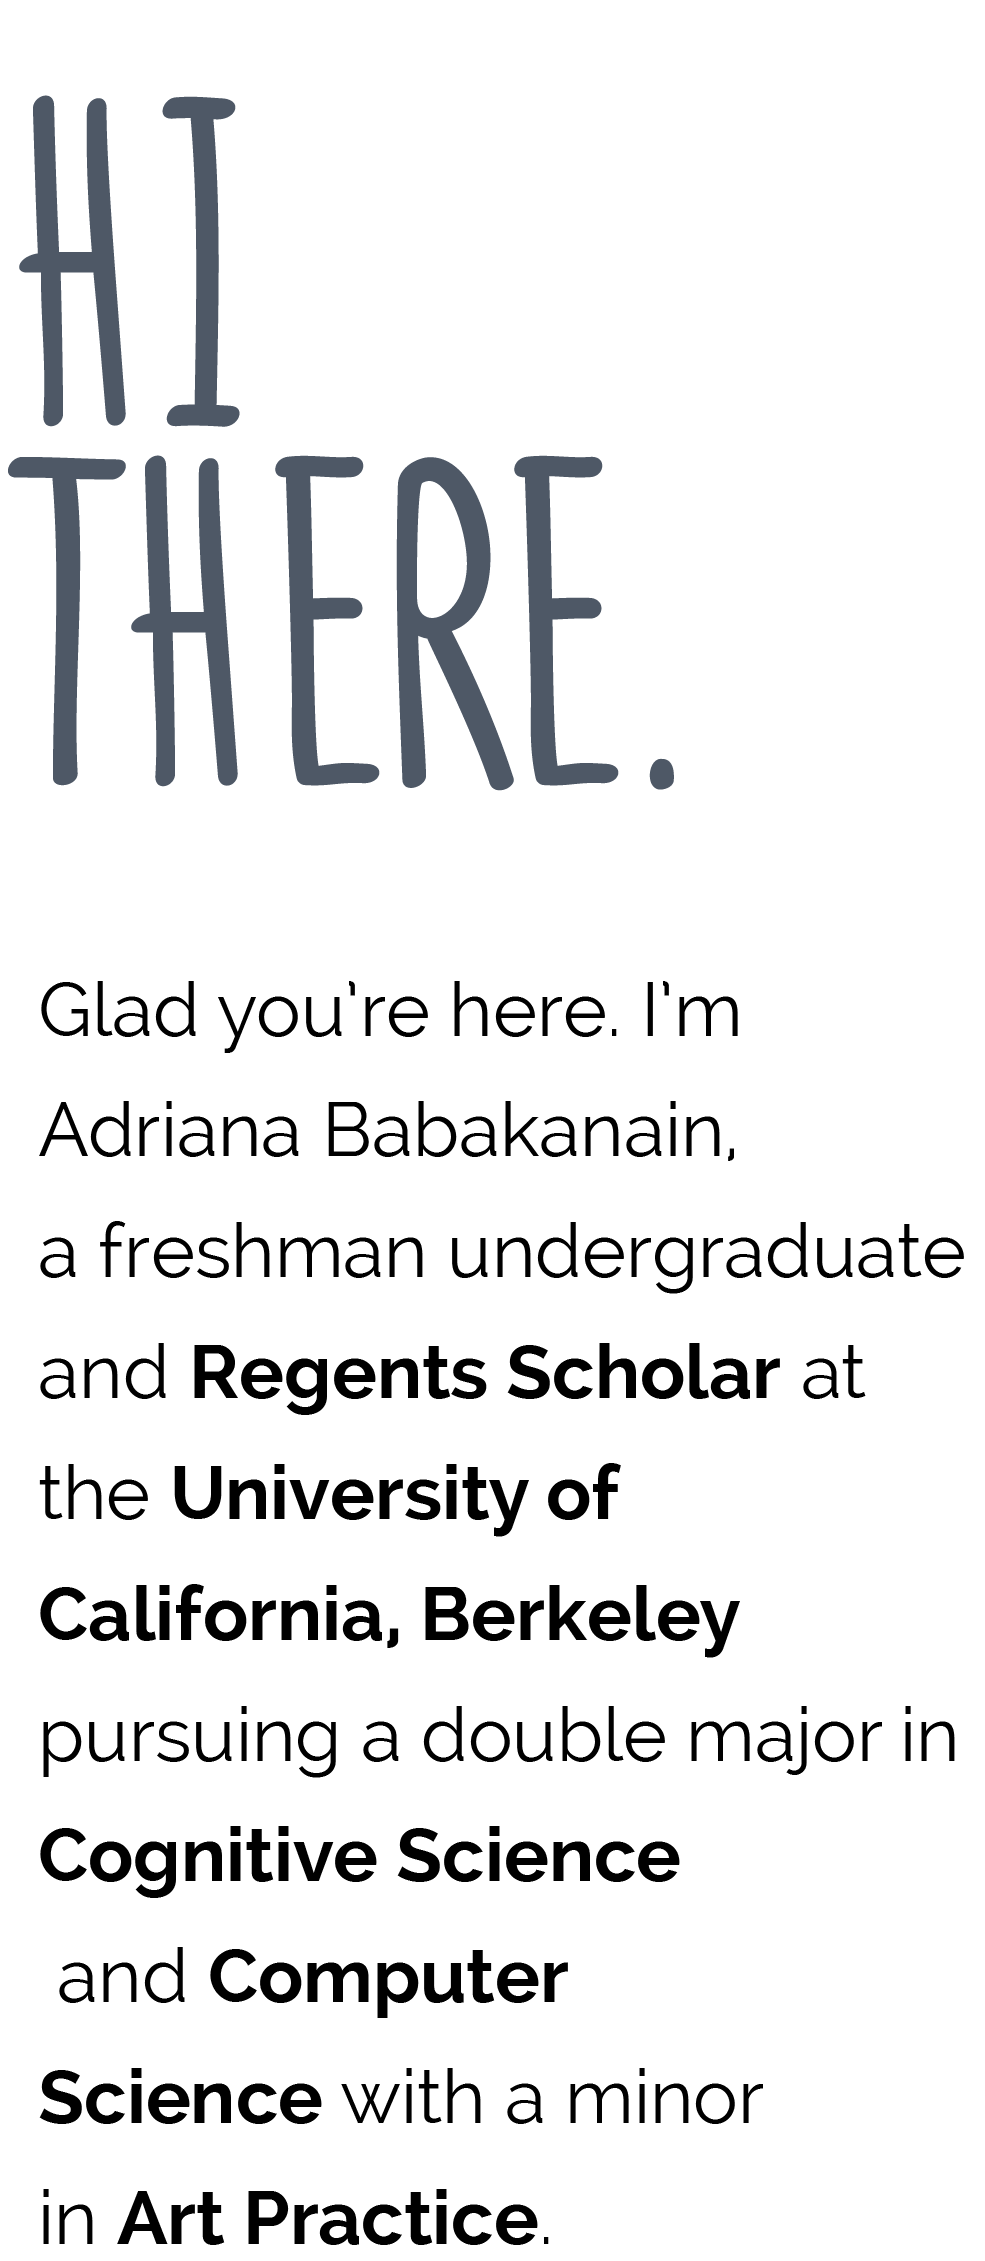 HI
THERE.
Glad you're here. I'm
Adriana Babakanain,
a freshman undergraduate
and Regents Scholar at
the University of
California, Berkeley
pursuing a double major in
Cognitive Science
and Computer
Science with a minor
in Art Practice.